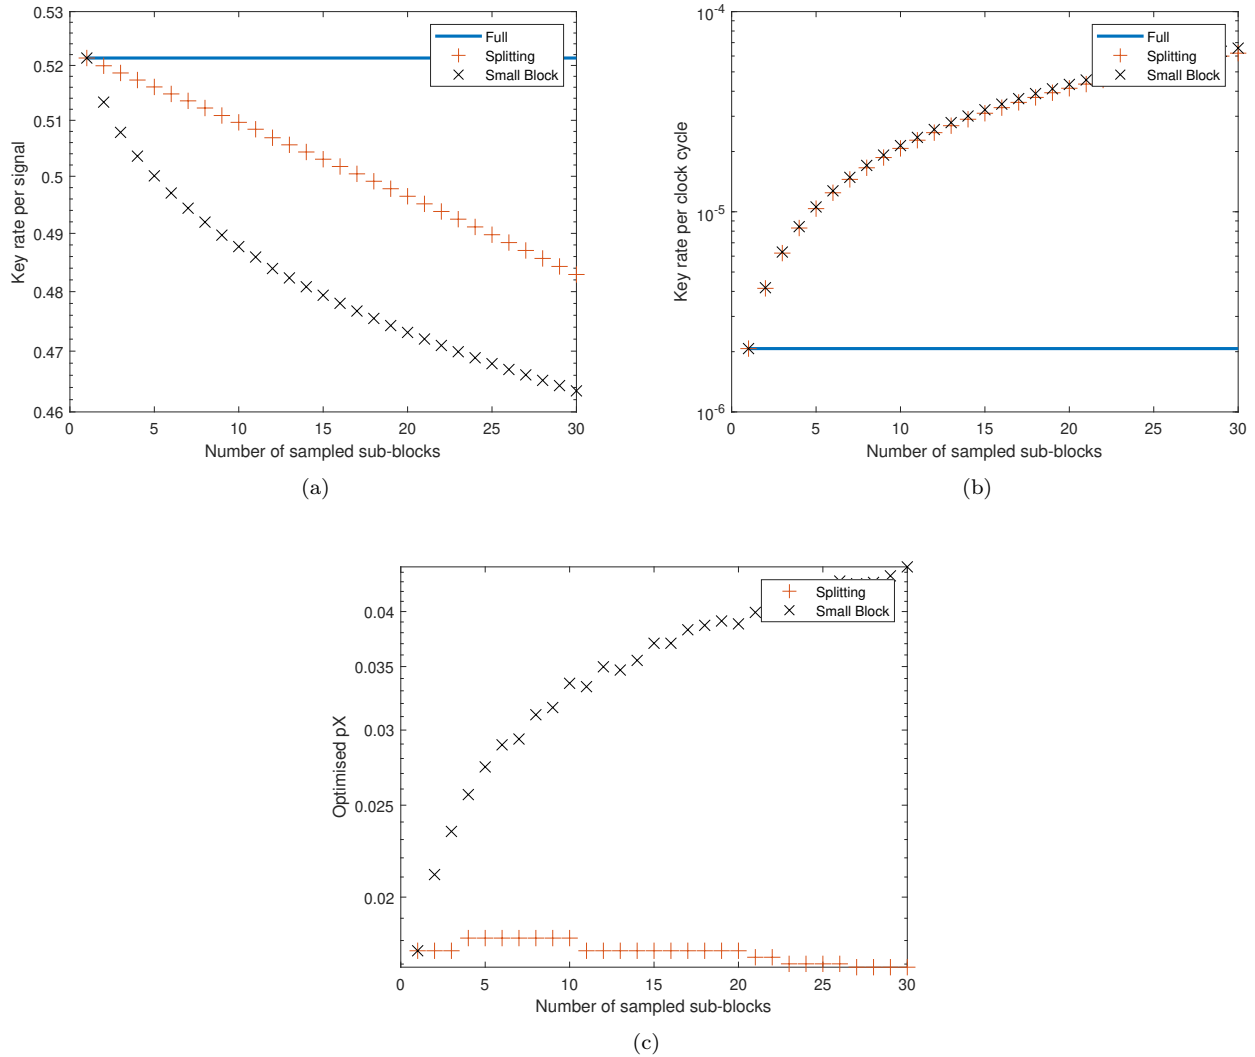 0.53
0.52
0.51
0.5
0.49
0.48
0.47
0.46
Key rate per signal
0
5
10
15
20
25
30
Number of sampled sub-blocks
Full
Splitting
Small Block
(a)
10-4
10-5
10-6
Key rate per clock cycle
0
5
10
15
20
25
30
Number of sampled sub-blocks
Full
Splitting
Small Block
(b)
0.04
0.035
0.03
0.025
0.02
Optimised pX
0
5
10
15
20
25
30
Number of sampled sub-blocks
Splitting
Small Block
(c)